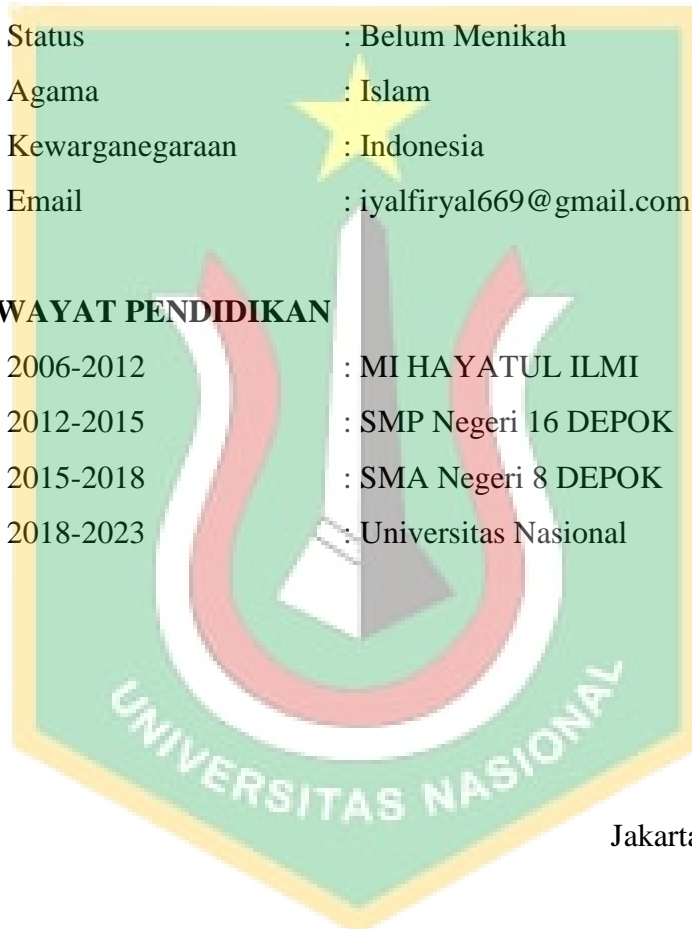 Status : Belum Menikah
Agama : Islam
Kewarganegaraan : Indonesia
Email : iyalfiryal669@gmail.com
WAYAT PENDIDIKAN
2006-2012 : MI HAYATUL ILMI
2012-2015 : SMP Negeri 16 DEPOK
2015-2018 : SMA Negeri 8 DEPOK
2018-2023 : Universitas Nasional
UNIVERSITAS NASIONAL
Jakarta